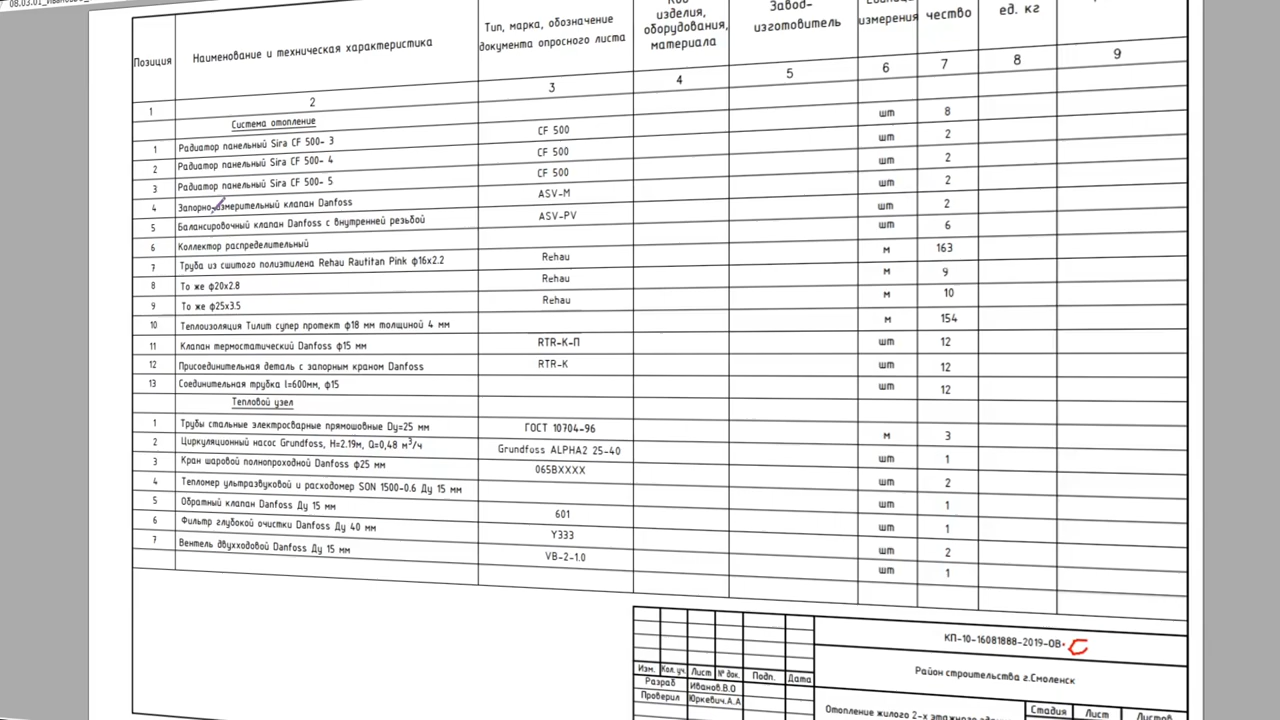 08.03.01_Иванов
Тип, марка, обозначение документа опросного листа
изделия, оборудования, материала
Завод-изготовитель
измерения
чество
ед. кг
Позиция
Наименование и техническая характеристика
1 2 3 4 5 6 7 8 9
Система отопление
1 Радиатор панельный Sira CF 500- 3 CF 500 шт 8
2 Радиатор панельный Sira CF 500- 4 CF 500 шт 2
3 Радиатор панельный Sira CF 500- 5 CF 500 шт 2
4 Запорно-измерительный клапан Danfoss ASV-M шт 2
5 Балансировочный клапан Danfoss с внутренней резьбой ASV-PV шт 2
6 Коллектор распределительный шт 6
7 Труба из сшитого полиэтилена Rehau Rautitan Pink ф16х2.2 Rehau м 163
8 То же ф20х2.8 Rehau м 9
9 То же ф25х3.5 Rehau м 10
10 Теплоизоляция Тилит супер протект ф18 мм толщиной 4 мм м 154
11 Клапан термостатический Danfoss ф15 мм RTR-K-П шт 12
12 Присоединительная деталь с запорным краном Danfoss RTR-K шт 12
13 Соединительная трубка l=600мм, ф15 шт 12
Тепловой узел
1 Трубы стальные электросварные прямошовные Dy=25 мм ГОСТ 10704-96 м 3
2 Циркуляционный насос Grundfoss, H=2.19м, Q=0,48 м³/ч Grundfoss ALPHA2 25-40 шт 1
3 Кран шаровой полнопроходной Danfoss ф25 мм 065BXXXX шт 2
4 Тепломер ультразвуковой и расходомер SON 1500-0.6 Ду 15 мм шт 1
5 Обратный клапан Danfoss Ду 15 мм 601 шт 1
6 Фильтр глубокой очистки Danfoss Ду 40 мм Y333 шт 2
7 Вентель двухходовой Danfoss Ду 15 мм VB-2-1.0 шт 1
КП-10-16081888-2019-ОВ. С
Изм. Кол. уч. Лист № док. Подп. Дата
Район строительства г.Смоленск
Разраб Иванов.В.О
Проверил Юркевич.А.А
Отопление жилого 2-х этажного
Стадия Лист Листов